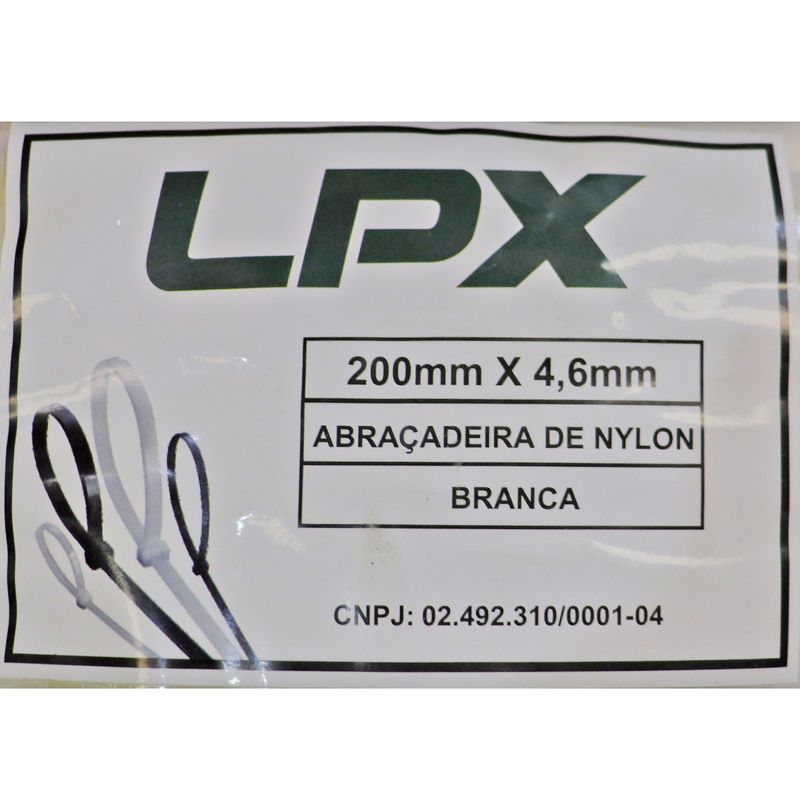 LPX
200mm X 4,6mm
ABRAÇADEIRA DE NYLON
BRANCA
CNPJ: 02.492.310/0001-04